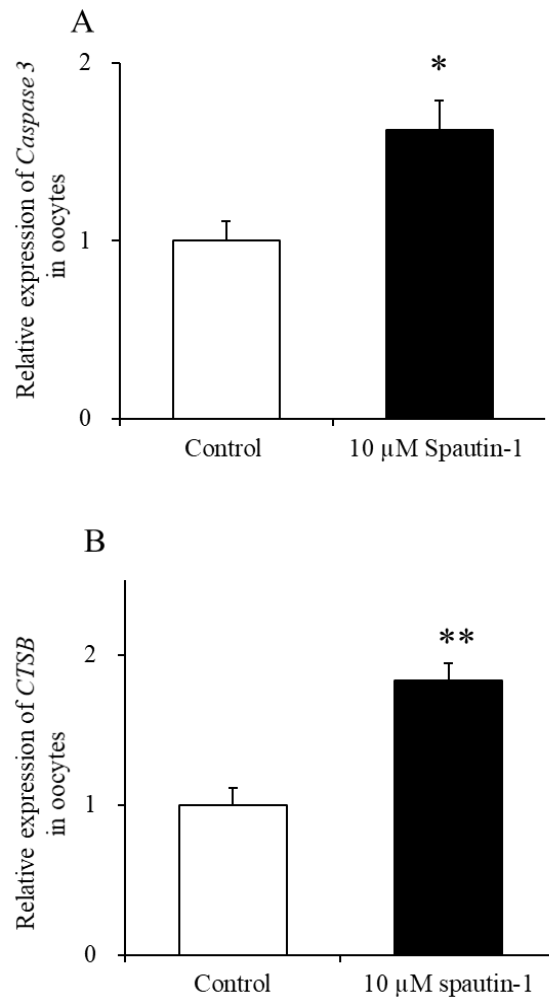 A
Relative expression of Caspase 3
in oocytes
2
1
0
*
Control
10 µM Spautin-1
B
Relative expression of CTSB
in oocytes
2
1
0
**
Control
10 µM spautin-1